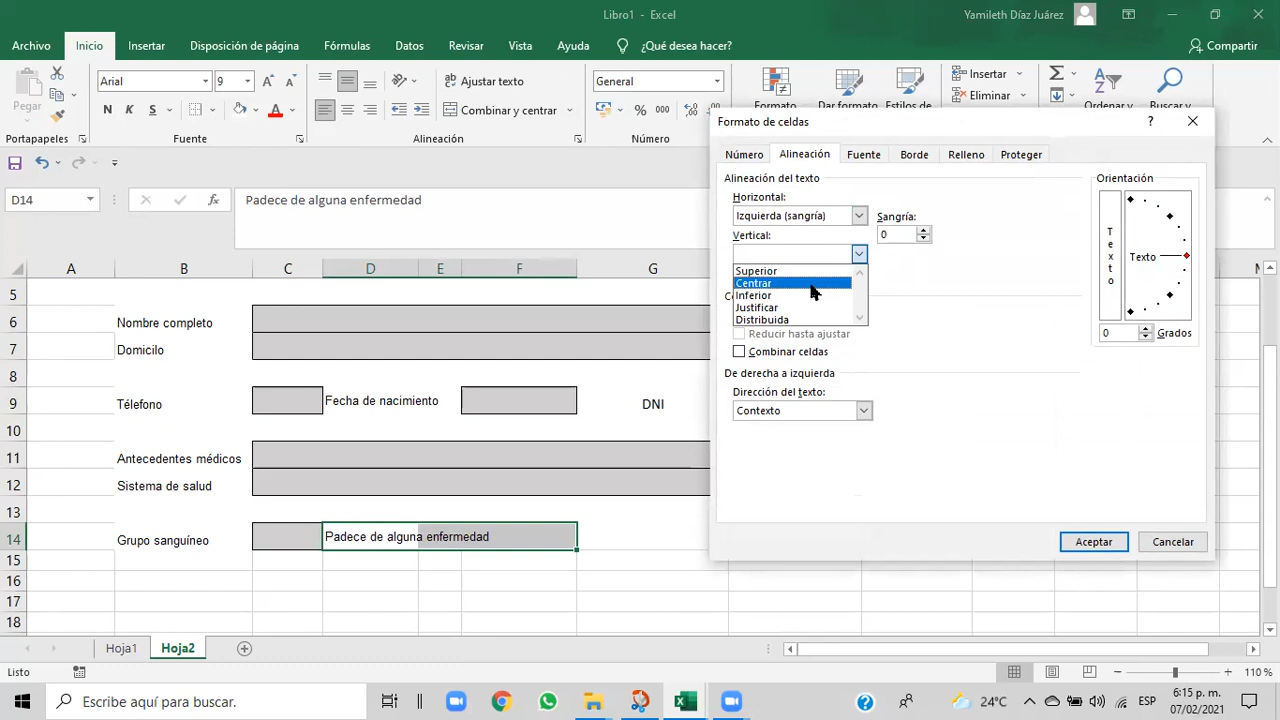 Libro1 - Excel
Yamileth Díaz Juárez
Archivo Inicio Insertar Disposición de página Fórmulas Datos Revisar Vista Ayuda ¿Qué desea hacer? Compartir
Pegar
Arial 9
N K S
Ajustar texto
Combinar y centrar
General
% 000
Formato
Dar formato
Estilos de
Insertar
Eliminar
Ordenar y
Buscar y
Portapapeles Fuente Alineación Número
D14
fx
Padece de alguna enfermedad
A B C D E F G
5
6 Nombre completo
7 Domicilo
8
9 Télefono Fecha de nacimiento DNI
10
11 Antecedentes médicos
12 Sistema de salud
13
14 Grupo sanguíneo Padece de alguna enfermedad
15
16
17
18
Formato de celdas
?
Número Alineación Fuente Borde Relleno Proteger
Alineación del texto
Horizontal:
Izquierda (sangría)
Sangría:
0
Vertical:
Superior
Centrar
Inferior
Justificar
Distribuida
Reducir hasta ajustar
Combinar celdas
De derecha a izquierda
Dirección del texto:
Contexto
Orientación
Texto
Texto
0 Grados
Aceptar Cancelar
Hoja1 Hoja2
Listo
110 %
Escribe aquí para buscar.
24°C
ESP
6:15 p. m.
07/02/2021